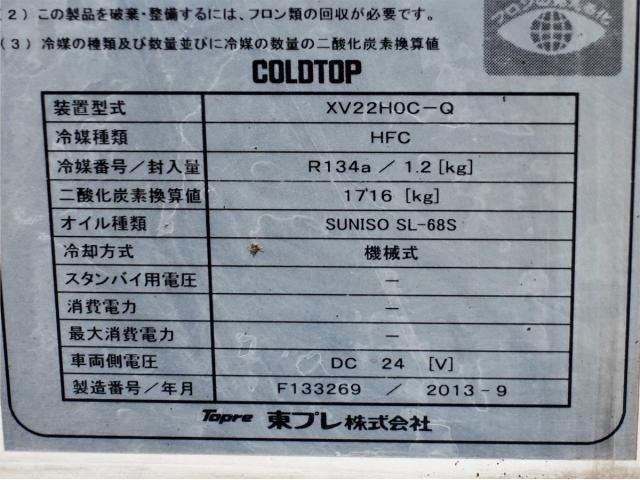 (2) この製品を破棄・整備するには、フロン類の回収が必要です。
(3) 冷媒の種類及び数量並びに冷媒の数量の二酸化炭素換算値
COLDTOP
装置型式 XV22H0C-Q
冷媒種類 HFC
冷媒番号/封入量 R134a / 1.2 [kg]
二酸化炭素換算値 1716 [kg]
オイル種類 SUNISO SL-68S
冷却方式 機械式
スタンバイ用電圧 —
消費電力 —
最大消費電力 —
車両側電圧 DC 24 [V]
製造番号/年月 F133269 / 2013-9
Topre 東プレ株式会社